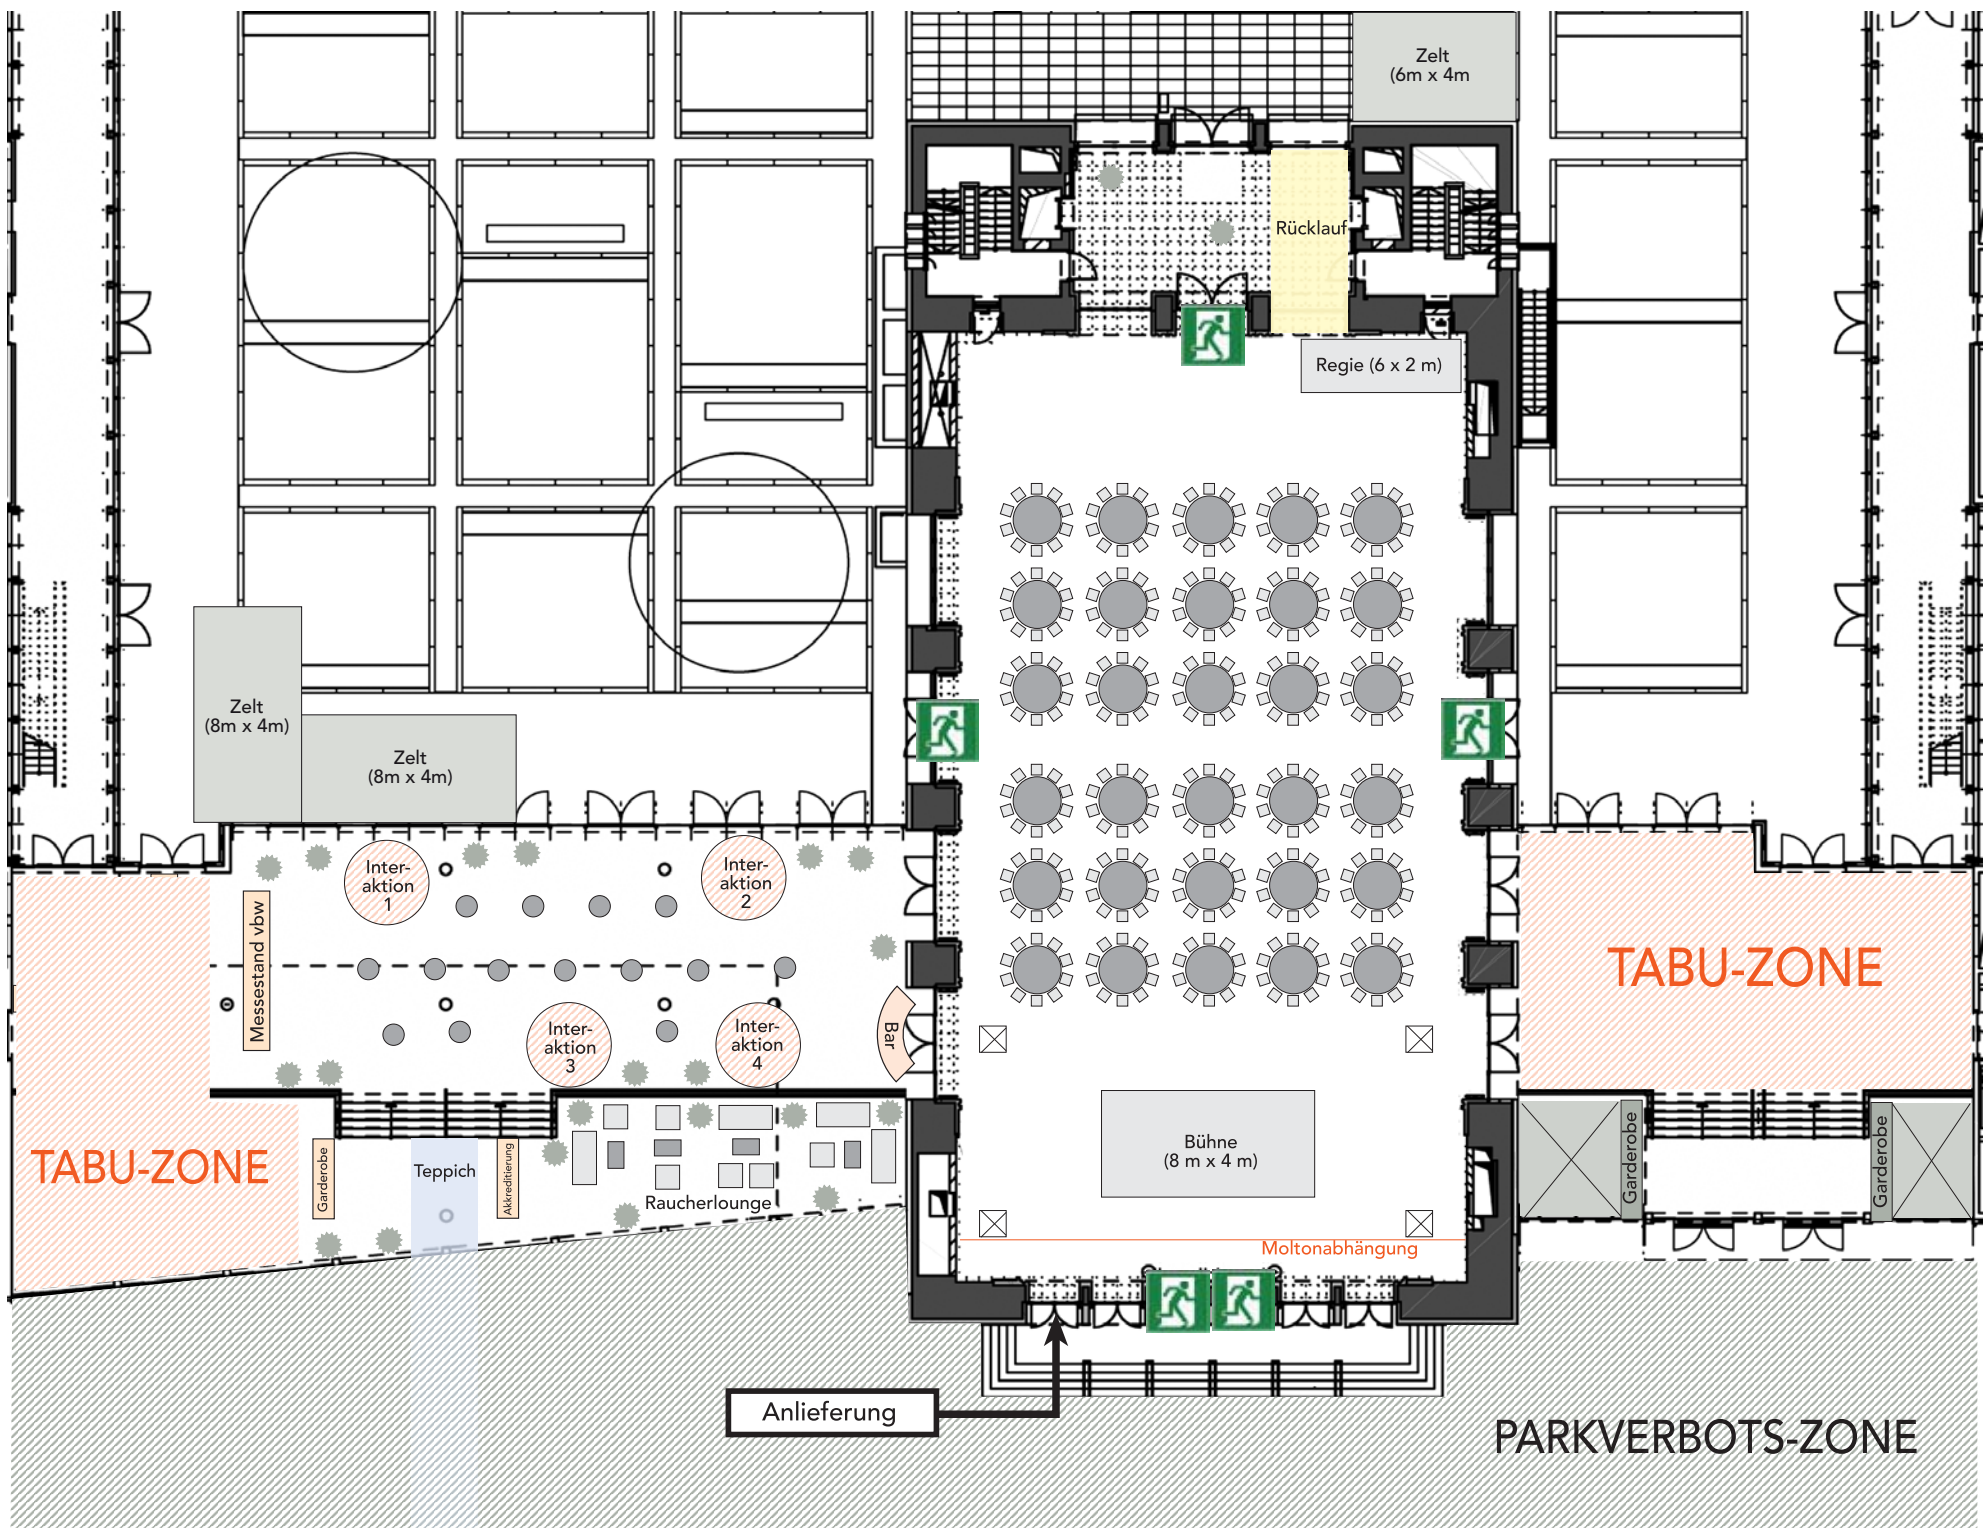 Zelt
(6m x 4m
Rücklauf
Regie (6 x 2 m)
Zelt
(8m x 4m)
Zelt
(8m x 4m)
Inter-
aktion
1
Inter-
aktion
2
Messestand vbw
TABU-ZONE
Inter-
aktion
3
Inter-
aktion
4
Bar
Bühne
(8 m x 4 m)
TABU-ZONE
Garderobe
Teppich
Akkreditierung
Raucherlounge
Garderobe
Garderobe
Moltonabhängung
Anlieferung
PARKVERBOTS-ZONE